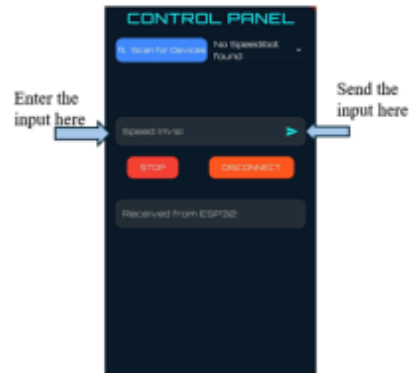 CONTROL PANEL
Scan for Devices
No Speedbot
found
Enter the
input here
Send the
input here
Speed (m/s)
STOP
DISCONNECT
Received from ESP32: